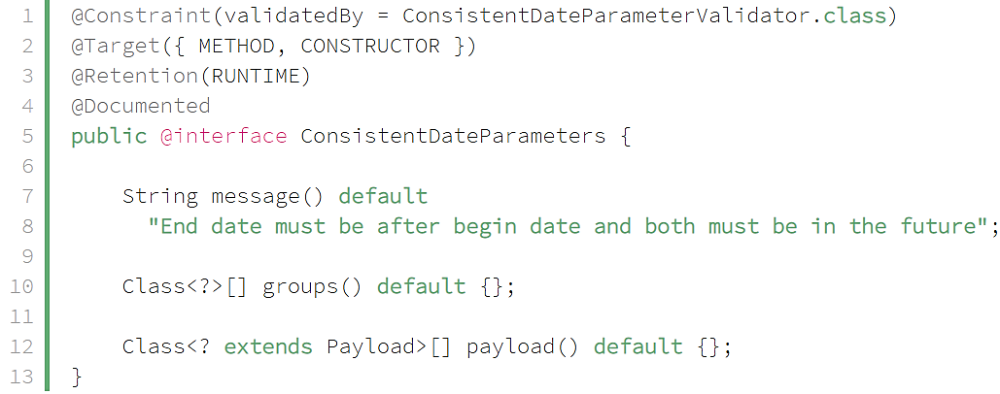 1 @Constraint(validatedBy = ConsistentDateParameterValidator.class)
2 @Target({ METHOD, CONSTRUCTOR })
3 @Retention(RUNTIME)
4 @Documented
5 public @interface ConsistentDateParameters {
6
7     String message() default
8       "End date must be after begin date and both must be in the future";
9
10     Class<?>[] groups() default {};
11
12     Class<? extends Payload>[] payload() default {};
13 }